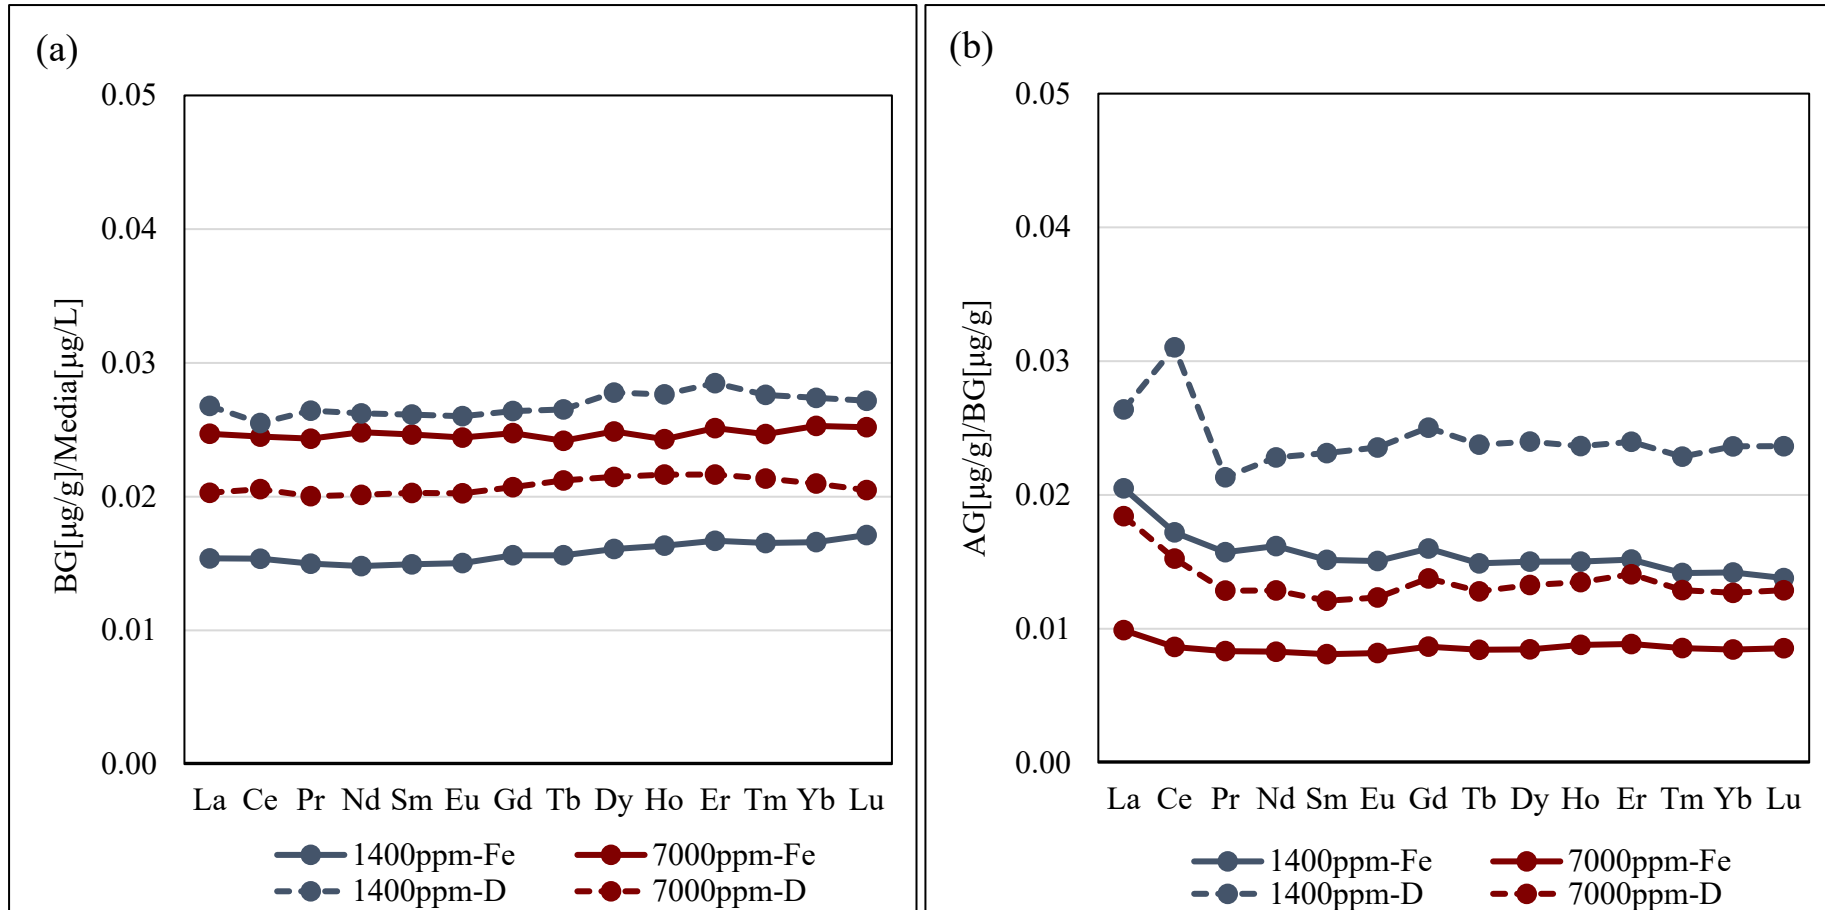 (a)
0.05
0.04
0.03
0.02
0.01
0.00
BG[μg/g]/Media[μg/L]
La Ce Pr Nd Sm Eu Gd Tb Dy Ho Er Tm Yb Lu
1400ppm-Fe 7000ppm-Fe
1400ppm-D 7000ppm-D
(b)
0.05
0.04
0.03
0.02
0.01
0.00
AG[μg/g]/BG[μg/g]
La Ce Pr Nd Sm Eu Gd Tb Dy Ho Er Tm Yb Lu
1400ppm-Fe 7000ppm-Fe
1400ppm-D 7000ppm-D